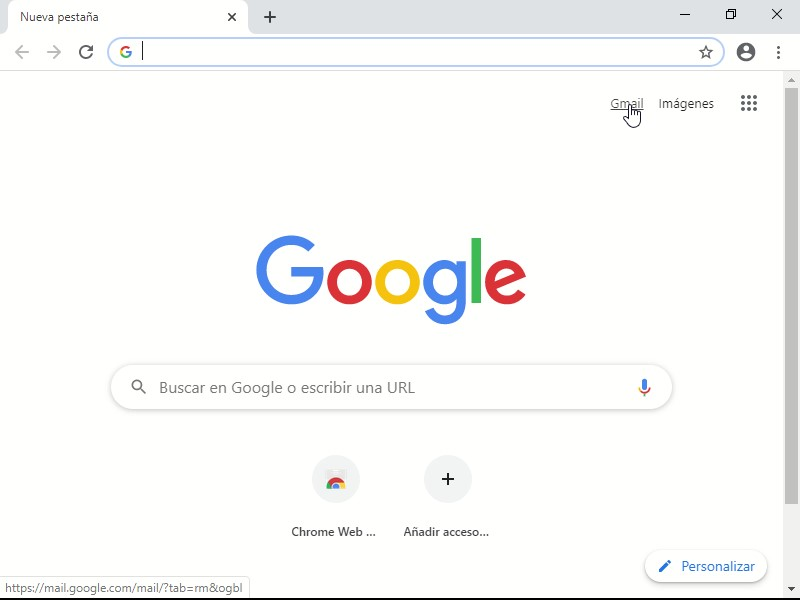 Nueva pestaña
Gmail Imágenes
Google
Buscar en Google o escribir una URL
Chrome Web ... Añadir acceso...
Personalizar
https://mail.google.com/mail/?tab=rm&ogbl